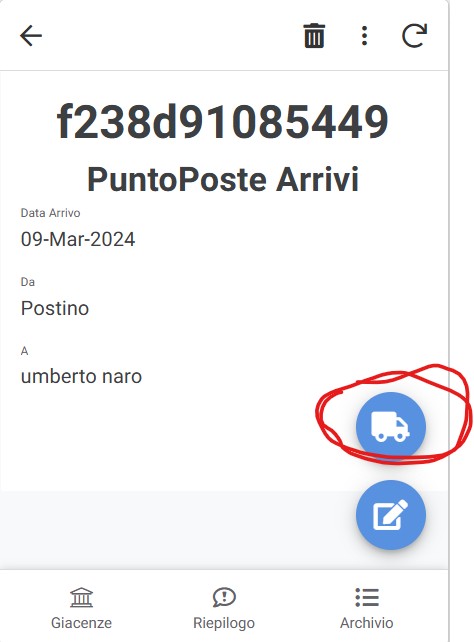 f238d91085449
PuntoPoste Arrivi
Data Arrivo
09-Mar-2024
Da
Postino
A
umberto naro
Giacenze
Riepilogo
Archivio